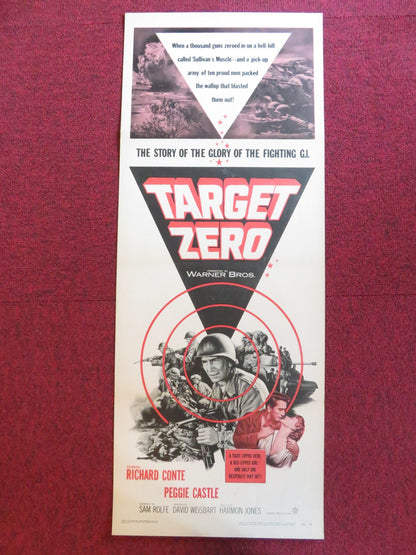 When a thousand guns zeroed in on a hell-hill
called 'Sullivan's Muscle'—and a pick-up
army of ten proud men packed
the wallop that blasted
them out!
THE STORY OF THE GLORY OF THE FIGHTING G.I.
TARGET
ZERO
PRESENTED BY
WARNER BROS.
A TIGHT-LIPPED HERO,
A RED-LIPPED GIRL—
AND ONLY ONE
DESPERATE WAY OUT!
STARRING
RICHARD CONTE
PEGGIE CASTLE
SAM ROLFE
DAVID WEISBART
HARMON JONES